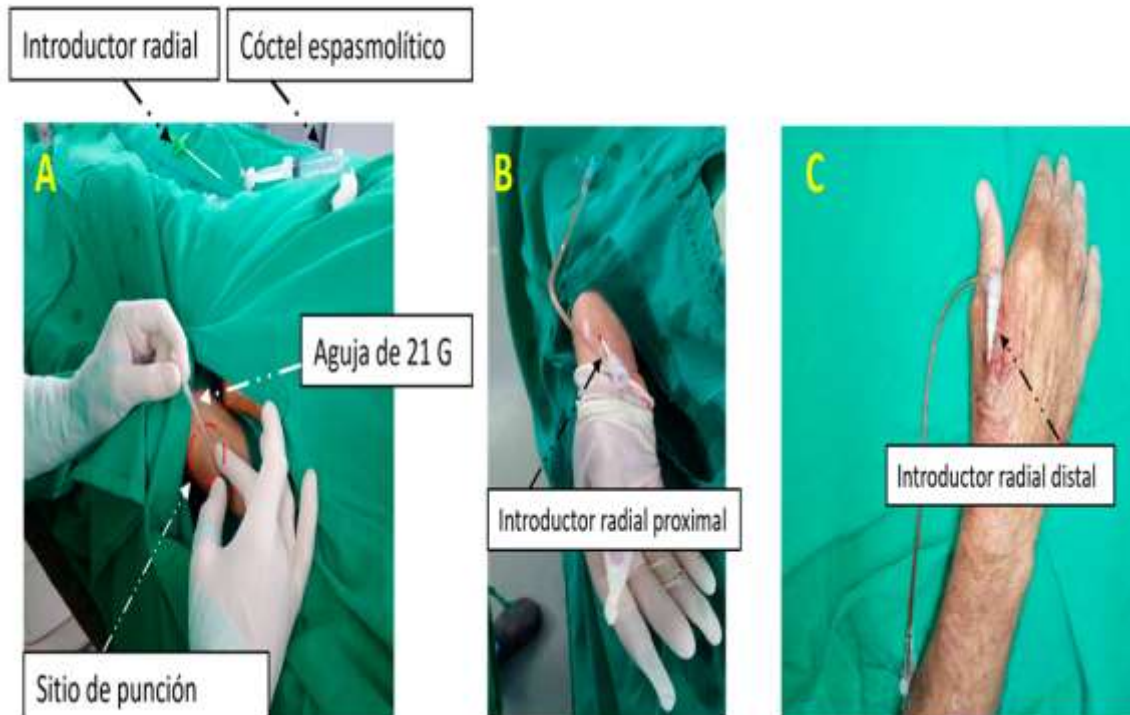 Introductor radial
Cóctel espasmolítico
A
B
C
Aguja de 21 G
Introductor radial proximal
Introductor radial distal
Sitio de punción